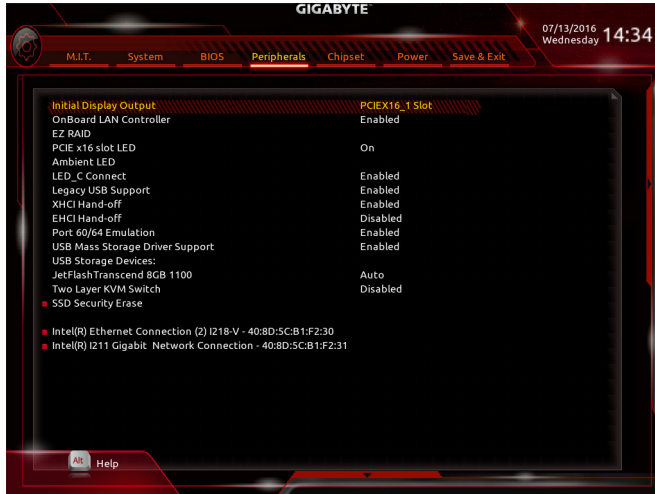 GIGABYTE™
07/13/2016
Wednesday
14:34
M.I.T. System BIOS Peripherals Chipset Power Save & Exit
Initial Display Output PCIEX16_1 Slot
OnBoard LAN Controller Enabled
EZ RAID
PCIE x16 slot LED On
Ambient LED
LED_C Connect Enabled
Legacy USB Support Enabled
XHCI Hand-off Enabled
EHCI Hand-off Disabled
Port 60/64 Emulation Enabled
USB Mass Storage Driver Support Enabled
USB Storage Devices:
JetFlashTranscend 8GB 1100 Auto
Two Layer KVM Switch Disabled
SSD Security Erase
Intel(R) Ethernet Connection (2) I218-V - 40:8D:5C:B1:F2:30
Intel(R) I211 Gigabit Network Connection - 40:8D:5C:B1:F2:31
Alt Help